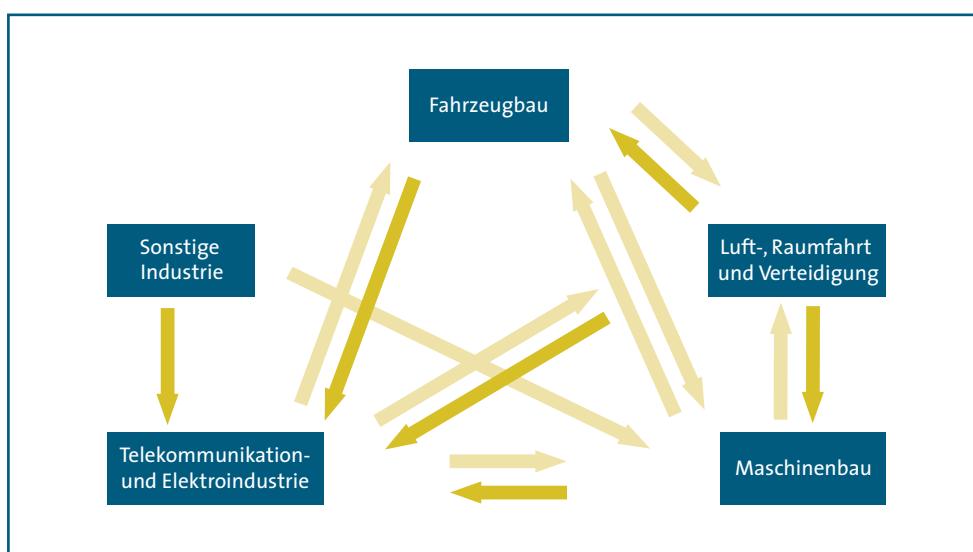 Fahrzeugbau
Sonstige
Industrie
Luft-, Raumfahrt
und Verteidigung
Telekommunikation-
und Elektroindustrie
Maschinenbau